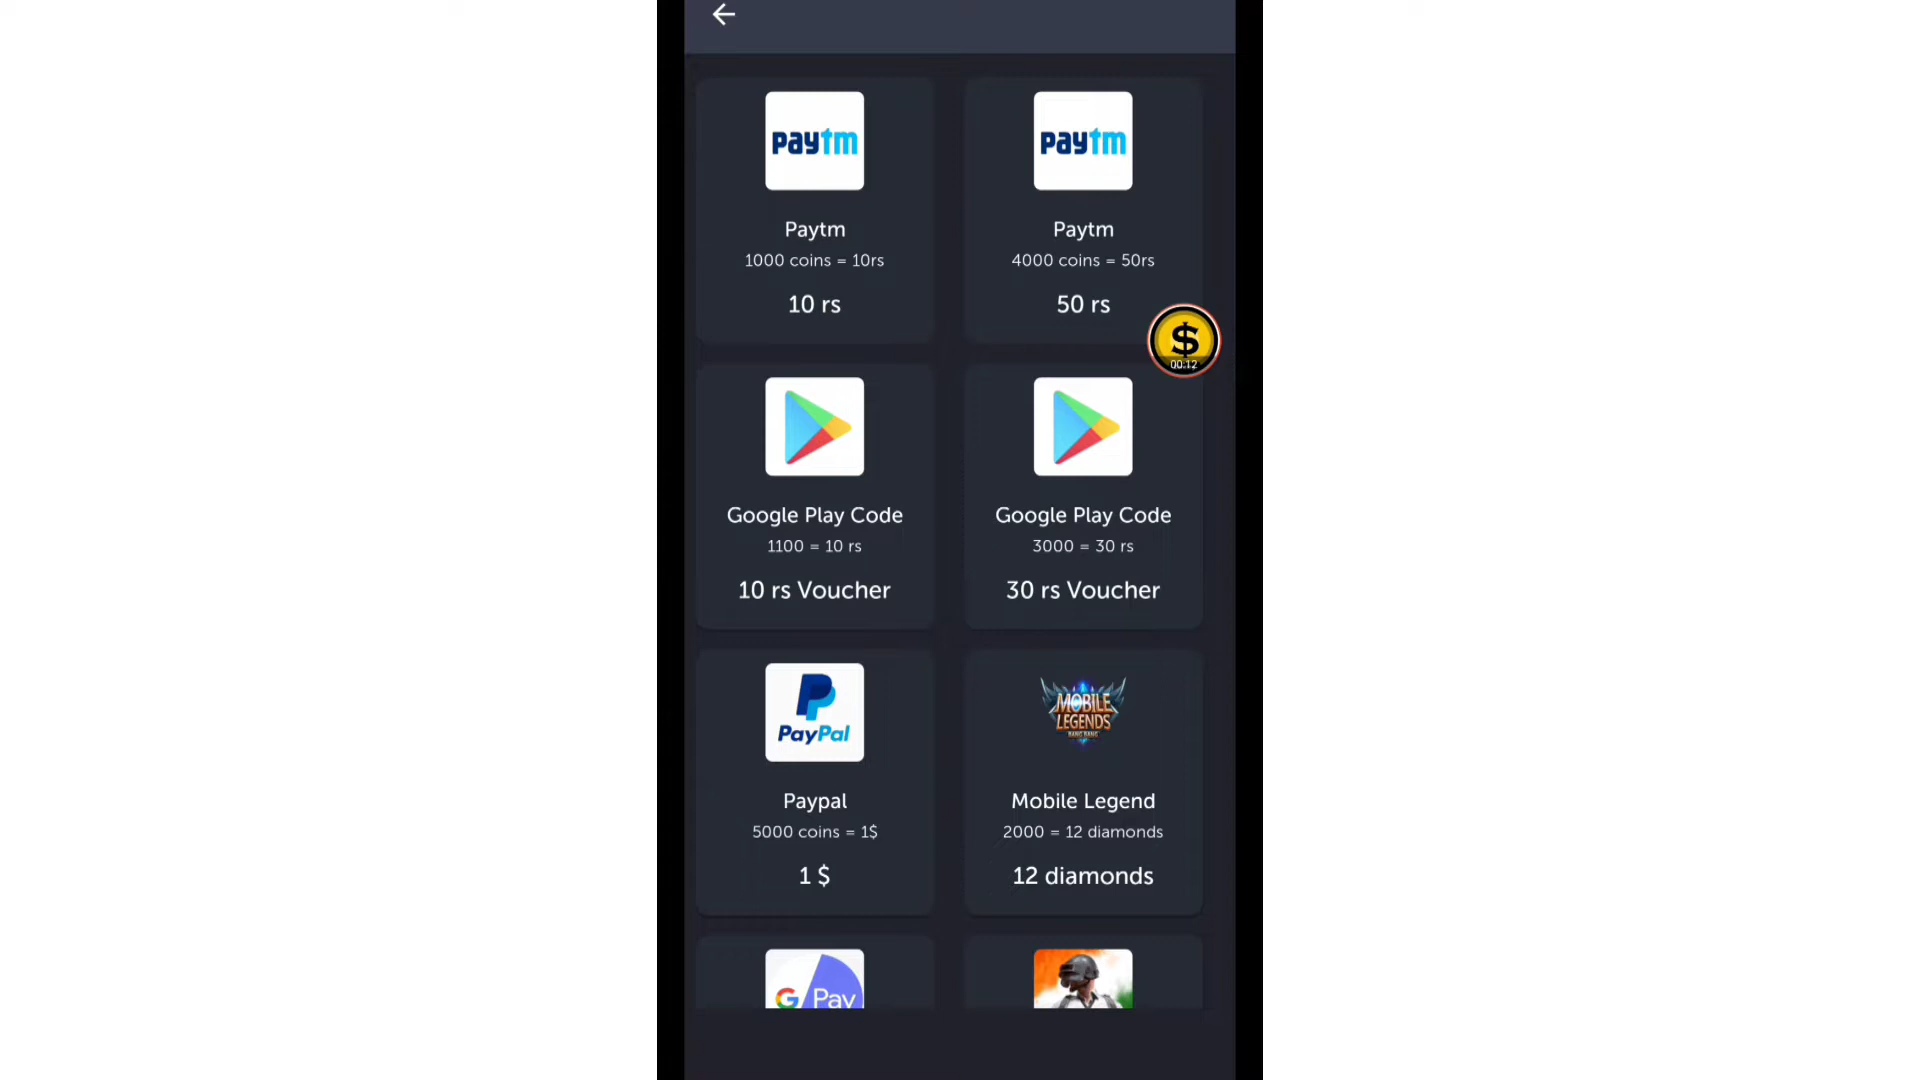 paytm
Paytm
1000 coins = 10rs
10 rs
paytm
Paytm
4000 coins = 50rs
50 rs
$
00:12
Google Play Code
1100 = 10 rs
10 rs Voucher
Google Play Code
3000 = 30 rs
30 rs Voucher
PayPal
Paypal
5000 coins = 1$
1 $
MOBILE
LEGENDS
BANG BANG
Mobile Legend
2000 = 12 diamonds
12 diamonds
G Pay